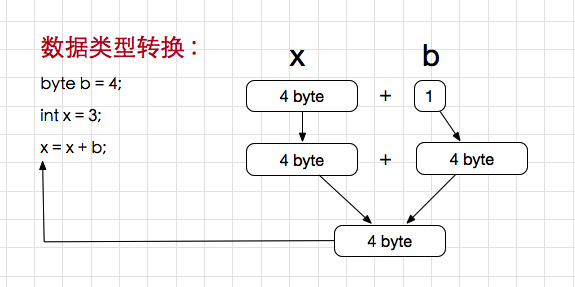 数据类型转换：
byte b = 4;
int x = 3;
x = x + b;
x b
4 byte + 1
4 byte + 4 byte
4 byte